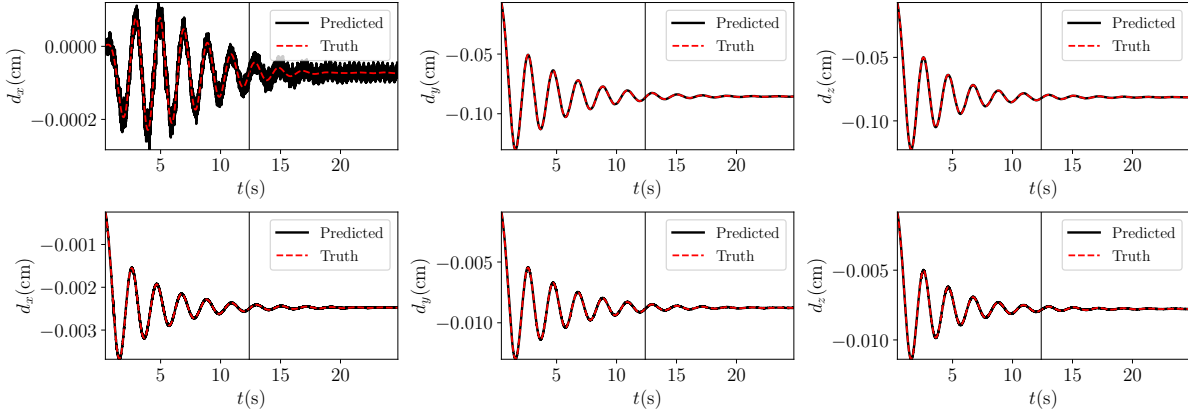 0.0000
−0.0002
d_x(cm)
Predicted
Truth
5 10 15 20
t(s)
−0.05
−0.10
d_y(cm)
Predicted
Truth
5 10 15 20
t(s)
−0.05
−0.10
d_z(cm)
Predicted
Truth
5 10 15 20
t(s)
−0.001
−0.002
−0.003
d_x(cm)
Predicted
Truth
5 10 15 20
t(s)
−0.005
−0.010
d_y(cm)
Predicted
Truth
5 10 15 20
t(s)
−0.005
−0.010
d_z(cm)
Predicted
Truth
5 10 15 20
t(s)